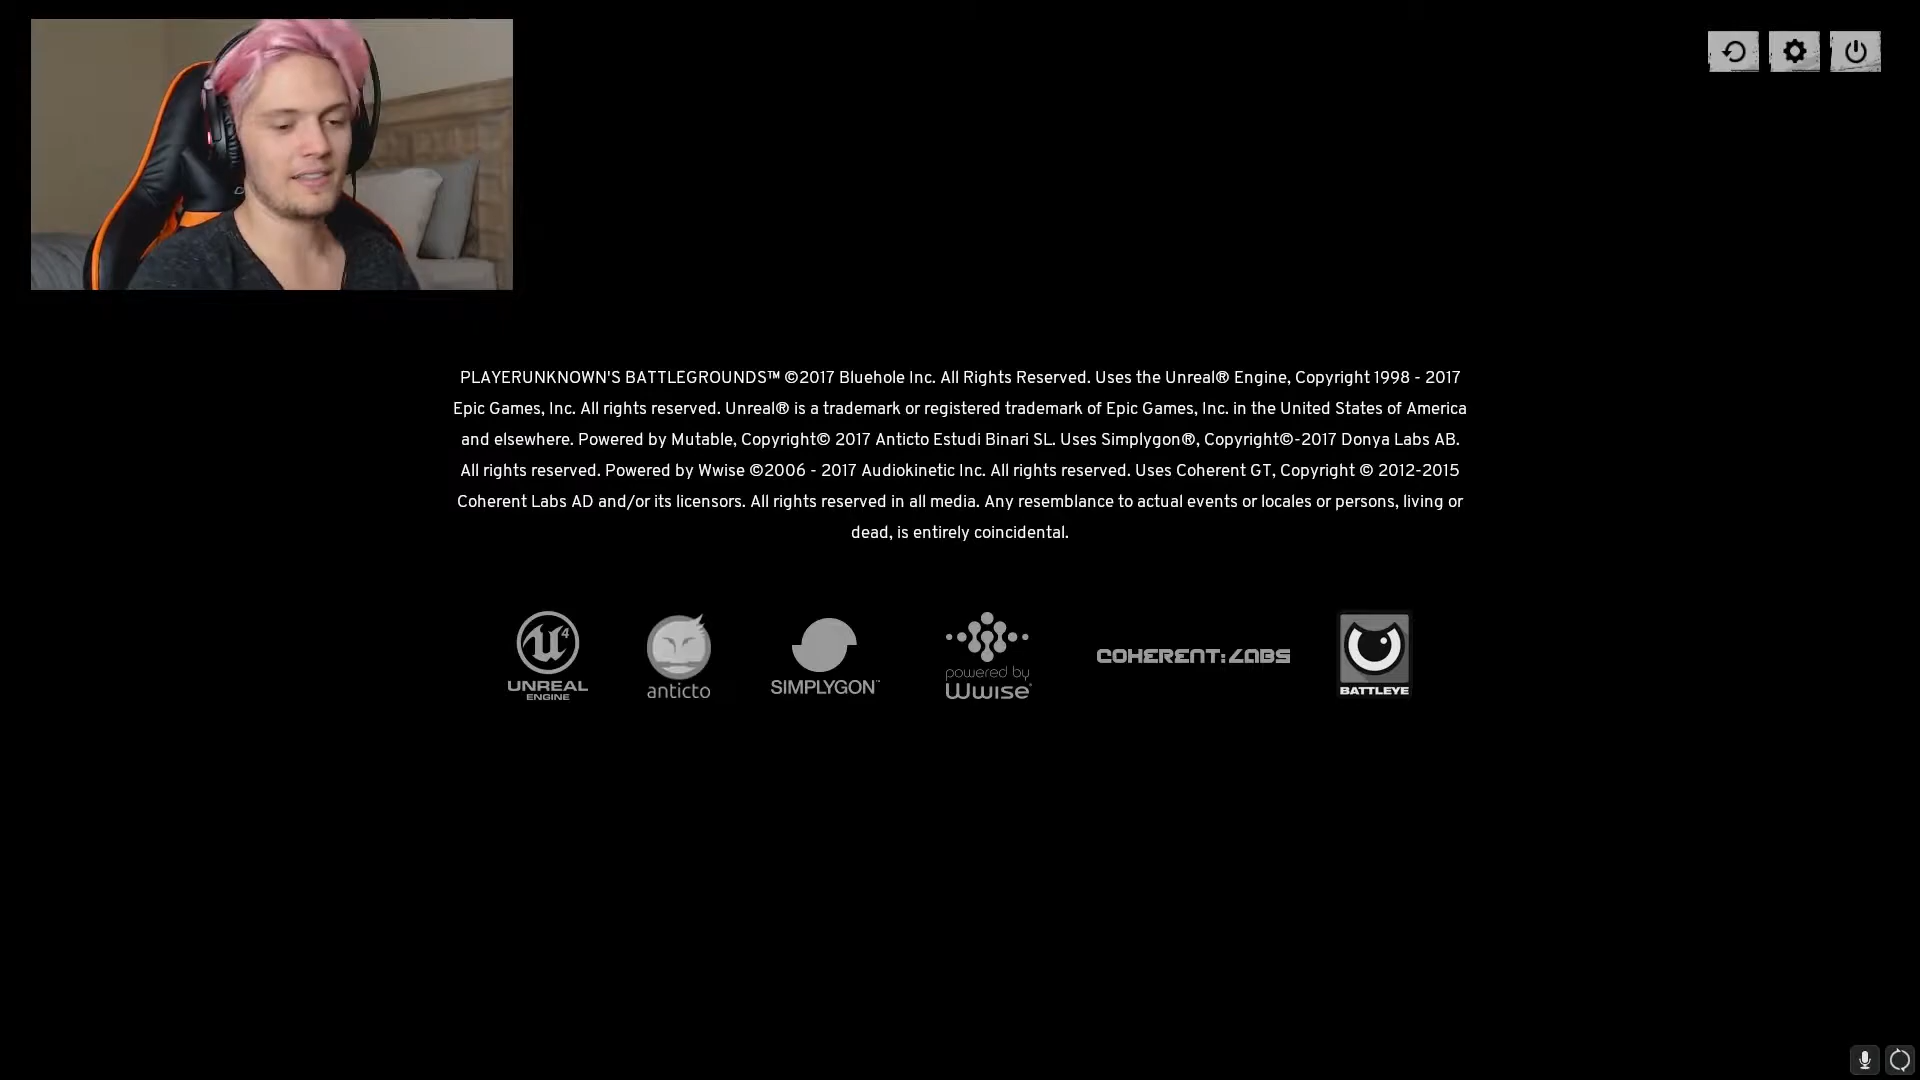 PLAYERUNKNOWN'S BATTLEGROUNDS™ ©2017 Bluehole Inc. All Rights Reserved. Uses the Unreal® Engine, Copyright 1998 - 2017
Epic Games, Inc. All rights reserved. Unreal® is a trademark or registered trademark of Epic Games, Inc. in the United States of America
and elsewhere. Powered by Mutable, Copyright© 2017 Anticto Estudi Binari SL. Uses Simplygon®, Copyright©-2017 Donya Labs AB.
All rights reserved. Powered by Wwise ©2006 - 2017 Audiokinetic Inc. All rights reserved. Uses Coherent GT, Copyright © 2012-2015
Coherent Labs AD and/or its licensors. All rights reserved in all media. Any resemblance to actual events or locales or persons, living or
dead, is entirely coincidental.
U4
UNREAL
ENGINE
anticto
SIMPLYGON™
powered by
Wwise®
COHERENT:LABS
BATTLEYE